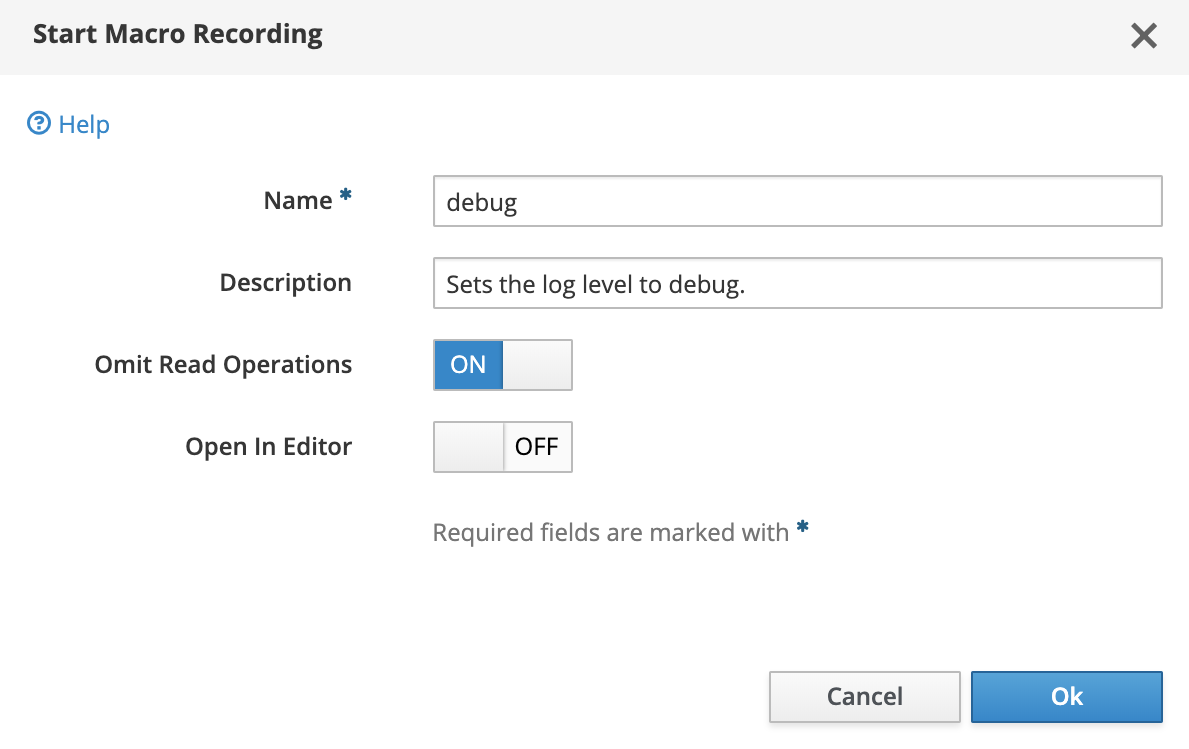 Start Macro Recording
Help
Name *
debug
Description
Sets the log level to debug.
Omit Read Operations
ON
Open In Editor
OFF
Required fields are marked with *
Cancel
Ok